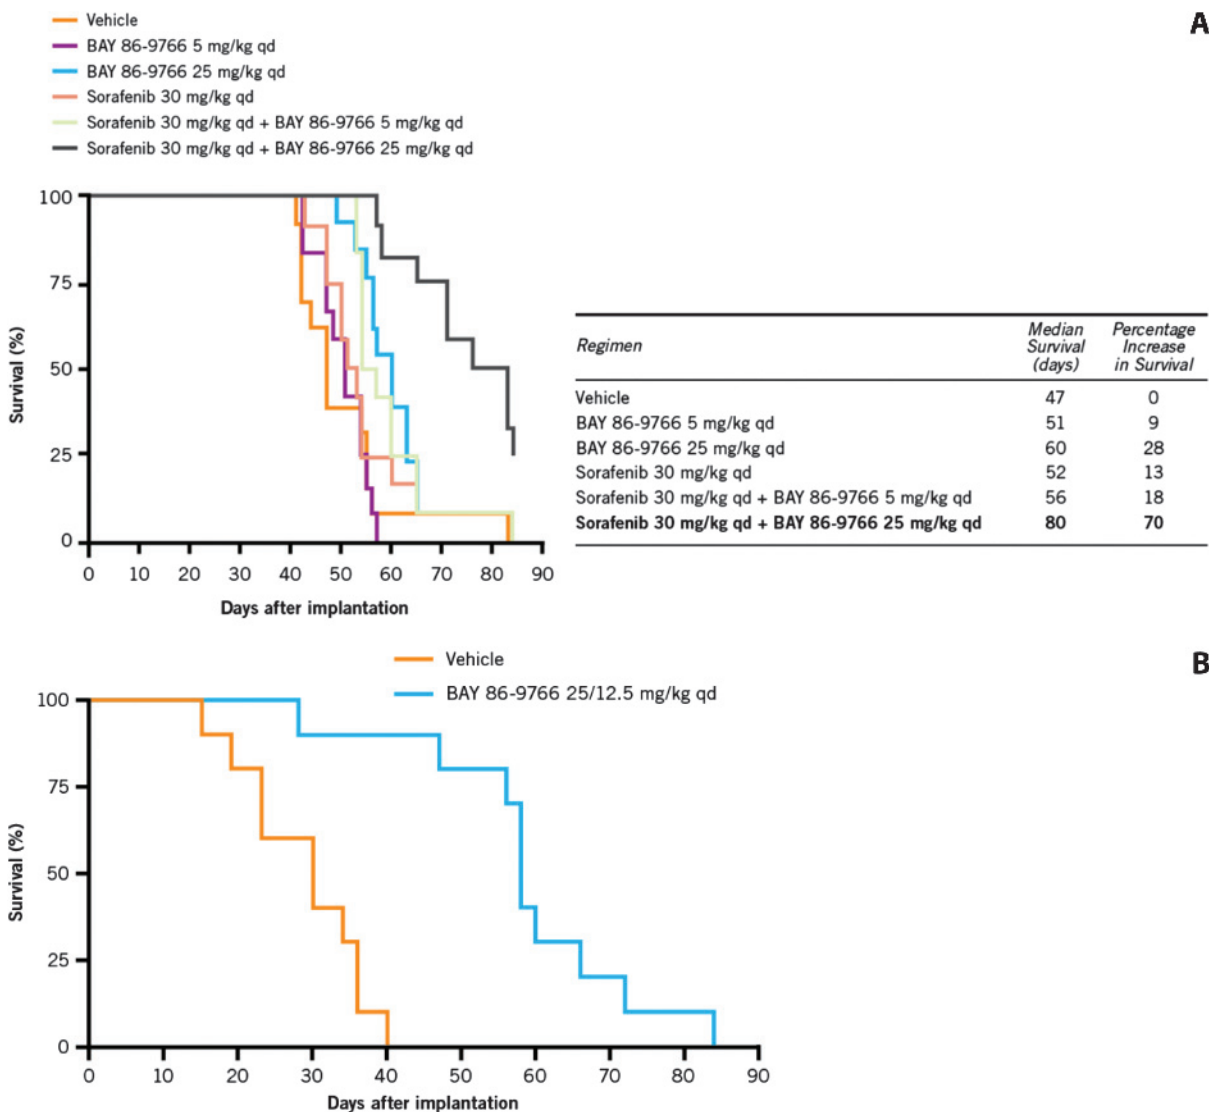 A
Vehicle
BAY 86-9766 5 mg/kg qd
BAY 86-9766 25 mg/kg qd
Sorafenib 30 mg/kg qd
Sorafenib 30 mg/kg qd + BAY 86-9766 5 mg/kg qd
Sorafenib 30 mg/kg qd + BAY 86-9766 25 mg/kg qd
Survival (%)
100
75
50
25
0
0 10 20 30 40 50 60 70 80 90
Days after implantation
Regimen Median Survival (days) Percentage Increase in Survival
Vehicle 47 0
BAY 86-9766 5 mg/kg qd 51 9
BAY 86-9766 25 mg/kg qd 60 28
Sorafenib 30 mg/kg qd 52 13
Sorafenib 30 mg/kg qd + BAY 86-9766 5 mg/kg qd 56 18
Sorafenib 30 mg/kg qd + BAY 86-9766 25 mg/kg qd 80 70
B
Vehicle
BAY 86-9766 25/12.5 mg/kg qd
Survival (%)
100
75
50
25
0
0 10 20 30 40 50 60 70 80 90
Days after implantation